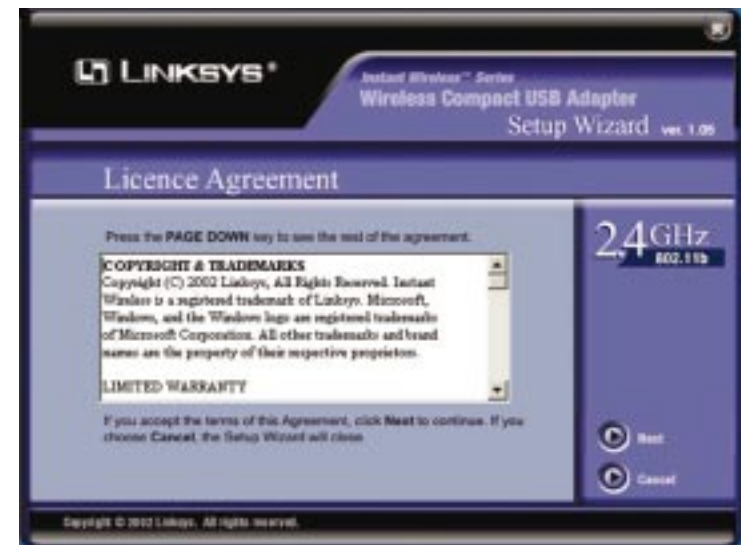 LINKSYS®
Instant Wireless™ Series
Wireless Compact USB Adapter
Setup Wizard ver. 1.05
Licence Agreement
Press the PAGE DOWN key to see the rest of the agreement.
COPYRIGHT & TRADEMARKS
Copyright (C) 2002 Linksys, All Rights Reserved. Instant
Wireless is a registered trademark of Linksys. Microsoft,
Windows, and the Windows logo are registered trademarks
of Microsoft Corporation. All other trademarks and brand
names are the property of their respective proprietors.
LIMITED WARRANTY
If you accept the terms of this Agreement, click Next to continue. If you
choose Cancel, the Setup Wizard will close
2.4GHz
802.11b
Next
Cancel
Copyright © 2002 Linksys. All rights reserved.